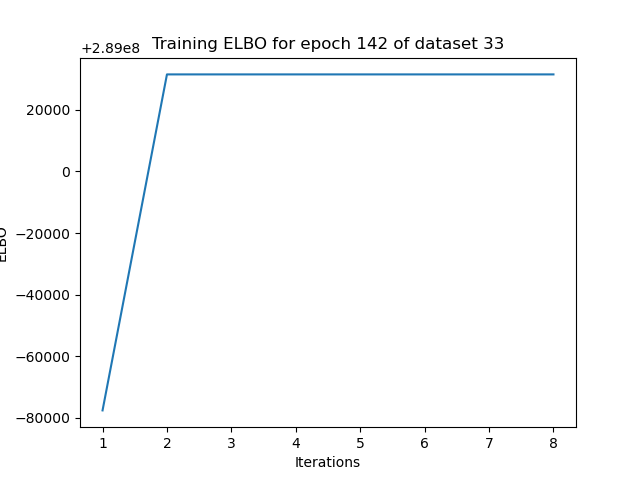 Training ELBO for epoch 142 of dataset 33
+2.89e8
20000
0
−20000
−40000
−60000
−80000
ELBO
1 2 3 4 5 6 7 8
Iterations